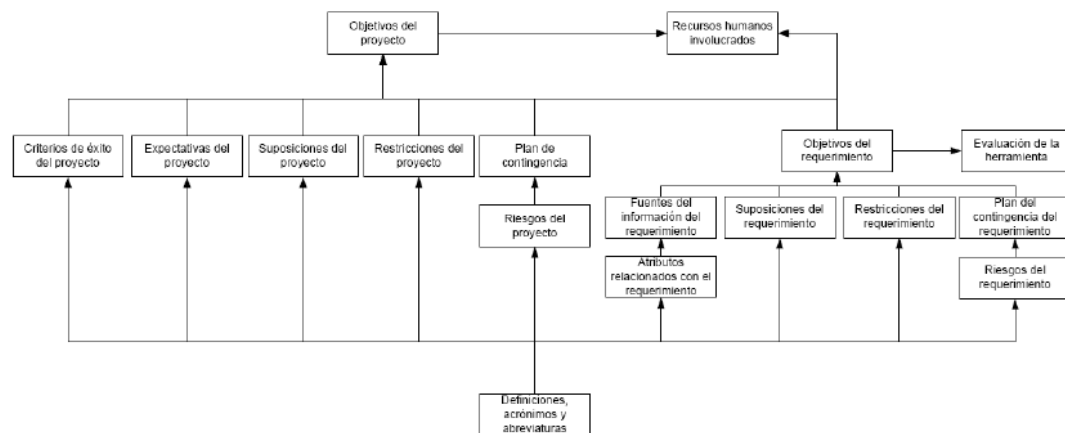 Objetivos del
proyecto
Recursos humanos
involucrados
Criterios de éxito
del proyecto
Expectativas del
proyecto
Suposiciones del
proyecto
Restricciones del
proyecto
Plan de
contingencia
Objetivos del
requerimiento
Evaluación de la
herramienta
Riesgos del
proyecto
Fuentes del
información del
requerimiento
Suposiciones del
requerimiento
Restricciones del
requerimiento
Plan del
contingencia del
requerimiento
Atributos
relacionados con el
requerimiento
Riesgos del
requerimiento
Definiciones,
acrónimos y
abreviaturas